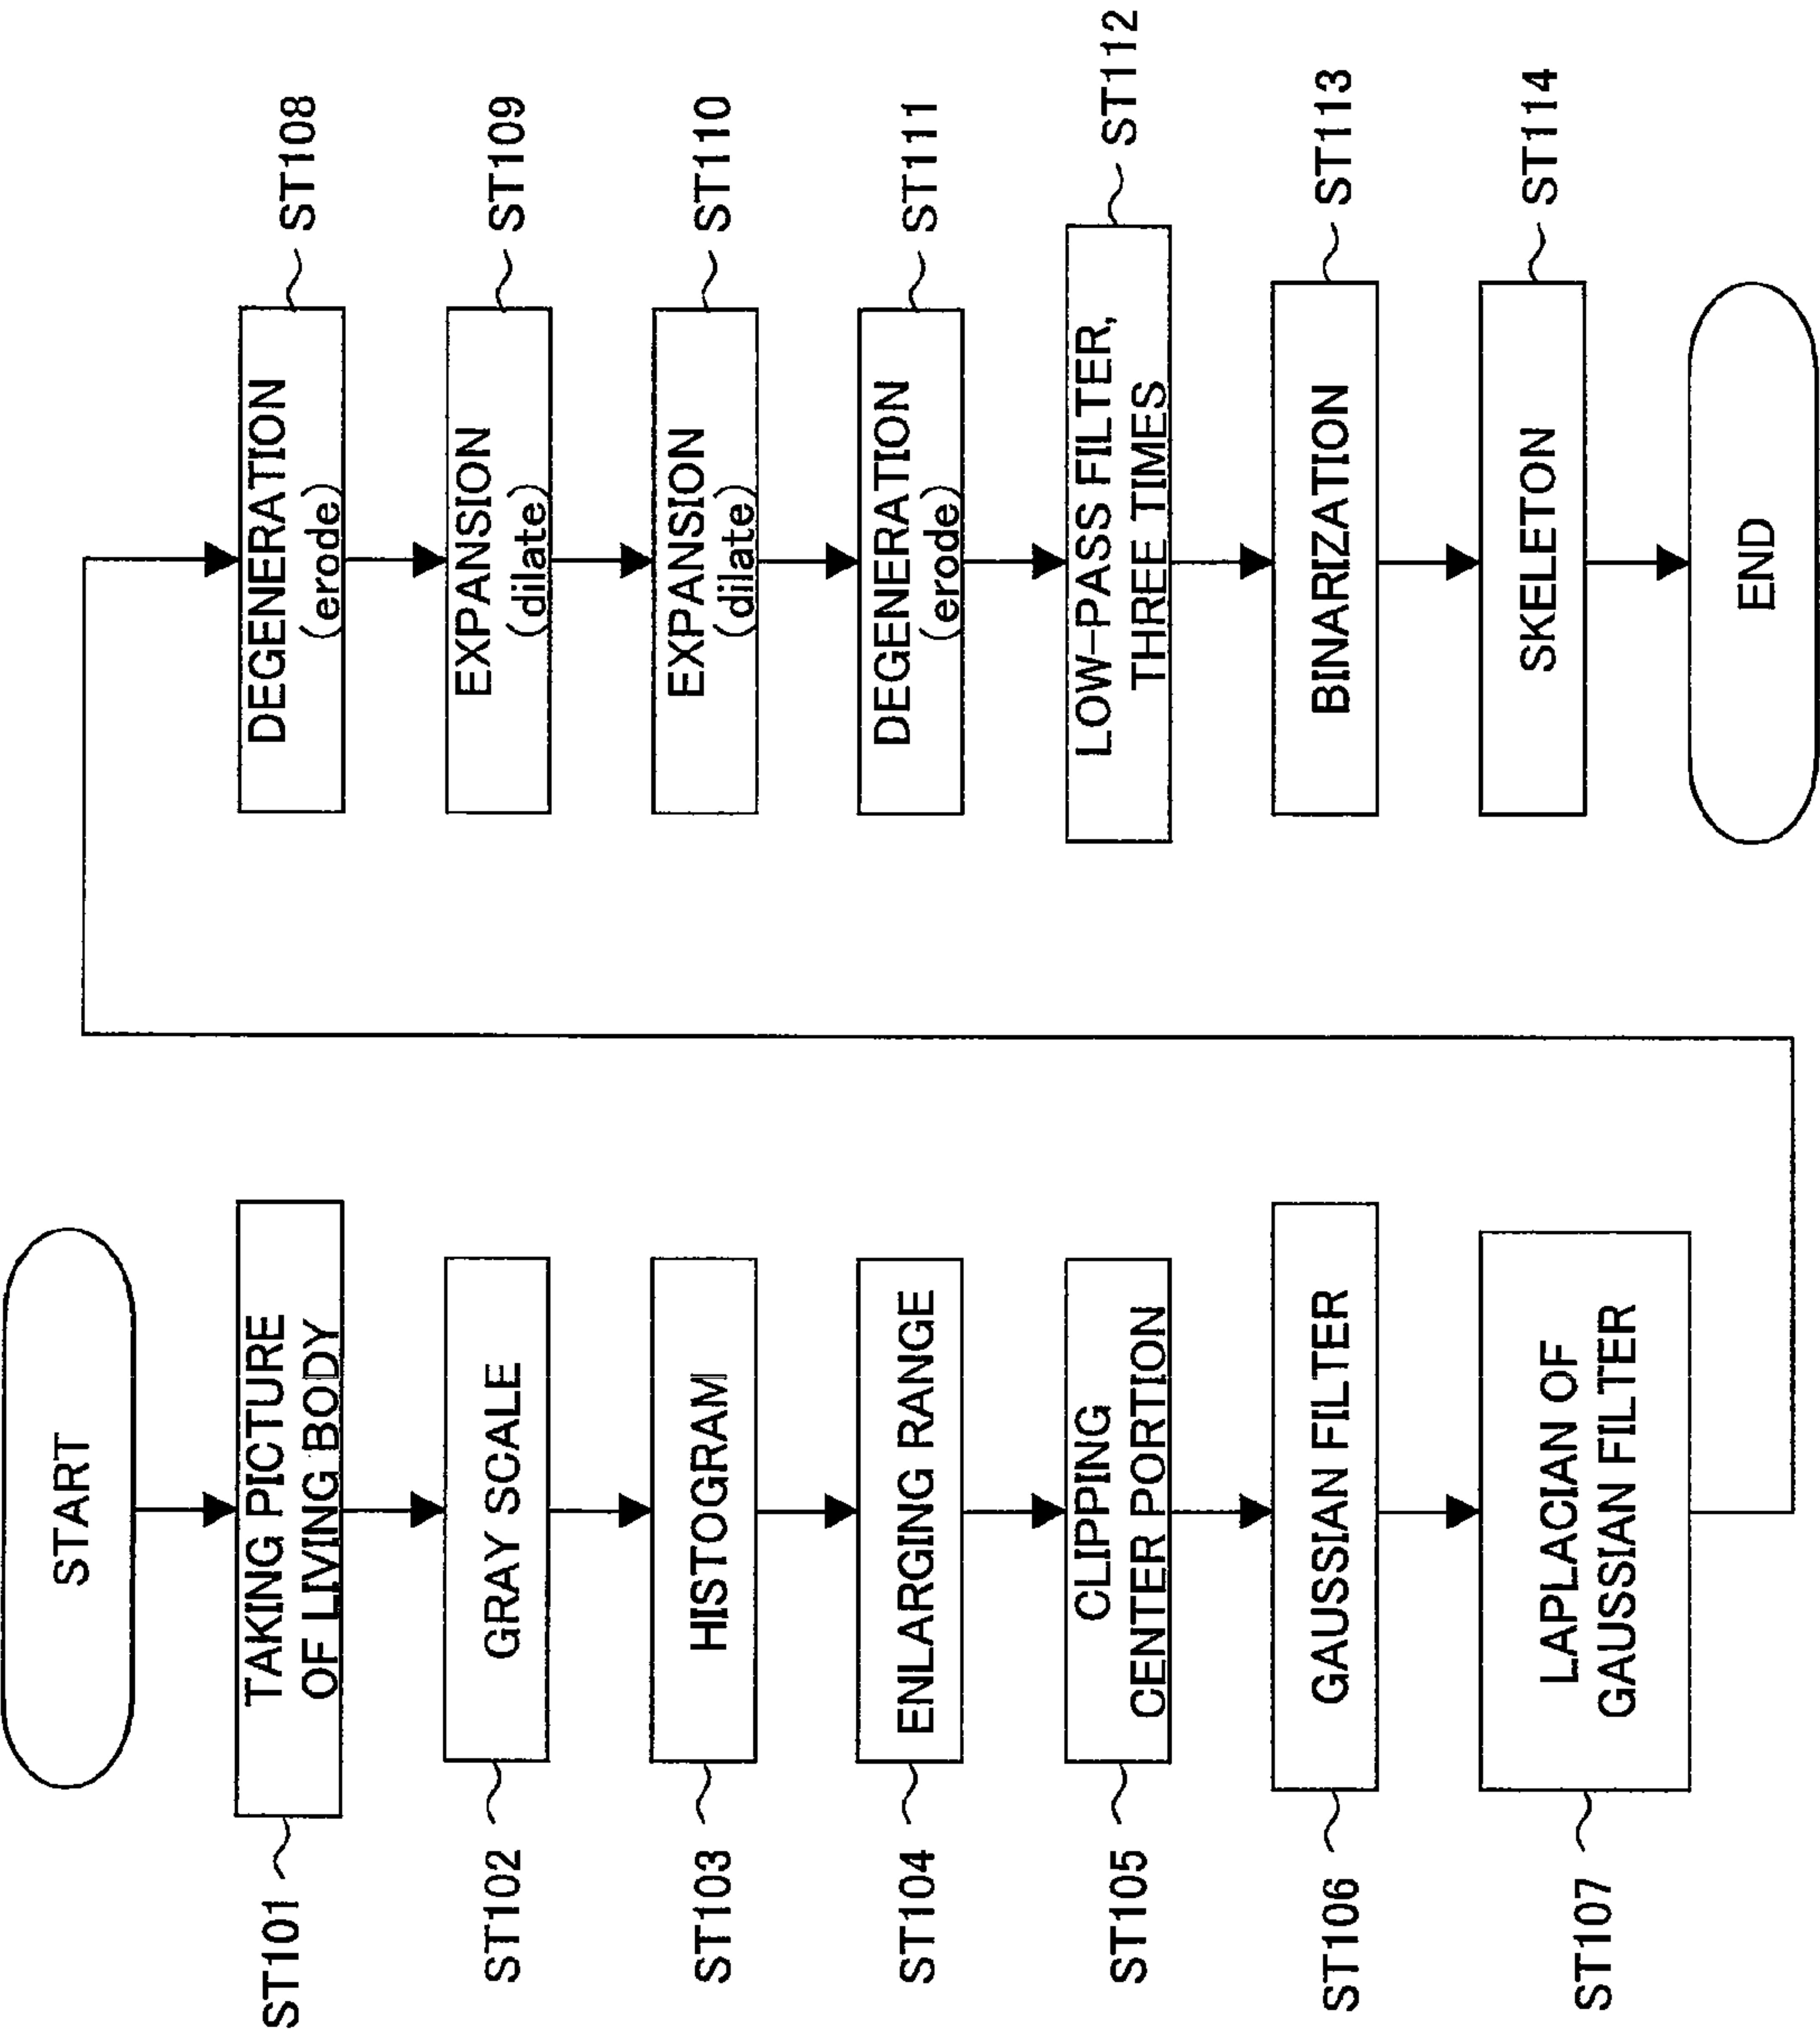 START
TAKING PICTURE
OF LIVING BODY
ST101
GRAY SCALE
ST102
HISTOGRAM
ST103
ENLARGING RANGE
ST104
CLIPPING
CENTER PORTION
ST105
GAUSSIAN FILTER
ST106
LAPLACIAN OF
GAUSSIAN FILTER
ST107
DEGENERATION
(erode)
ST108
EXPANSION
(dilate)
ST109
EXPANSION
(dilate)
ST110
DEGENERATION
(erode)
ST111
LOW-PASS FILTER,
THREE TIMES
ST112
BINARIZATION
ST113
SKELETON
ST114
END